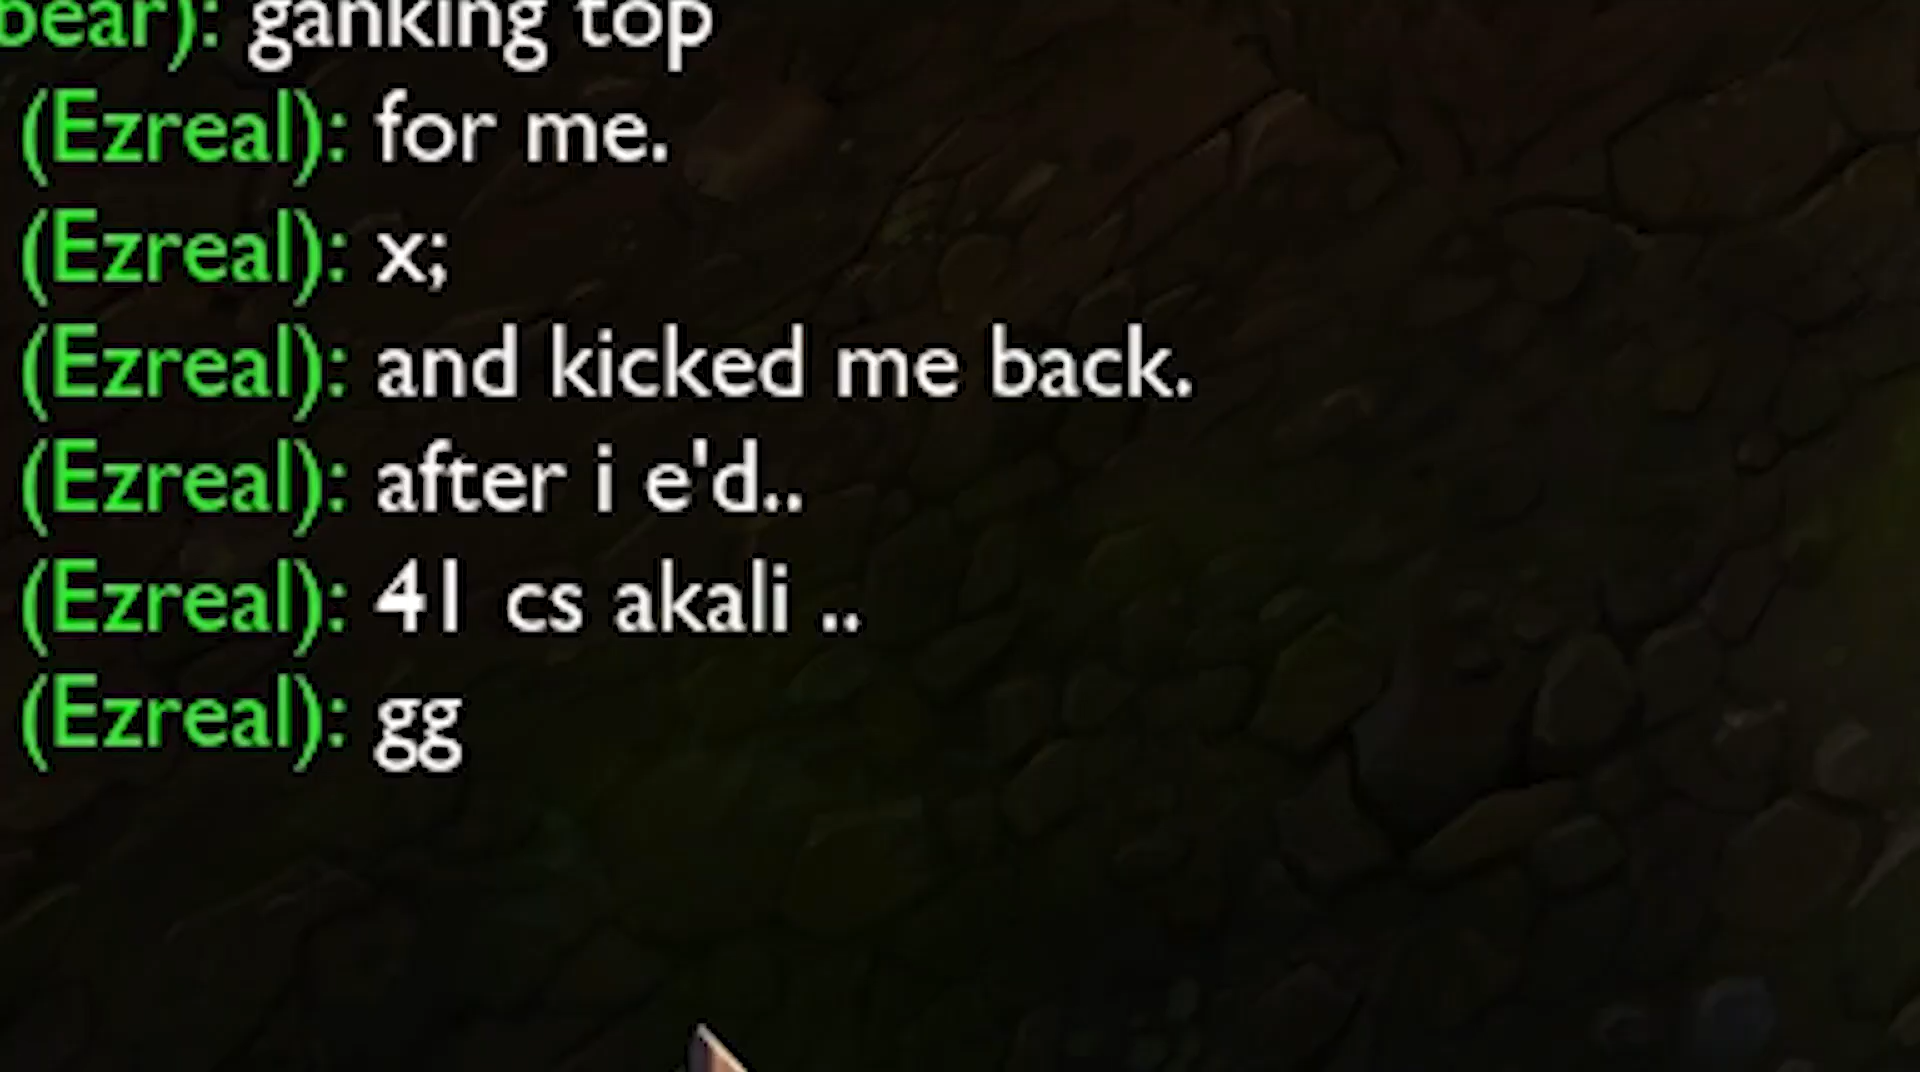 bear): ganking top
(Ezreal): for me.
(Ezreal): x;
(Ezreal): and kicked me back.
(Ezreal): after i e'd..
(Ezreal): 41 cs akali ..
(Ezreal): gg